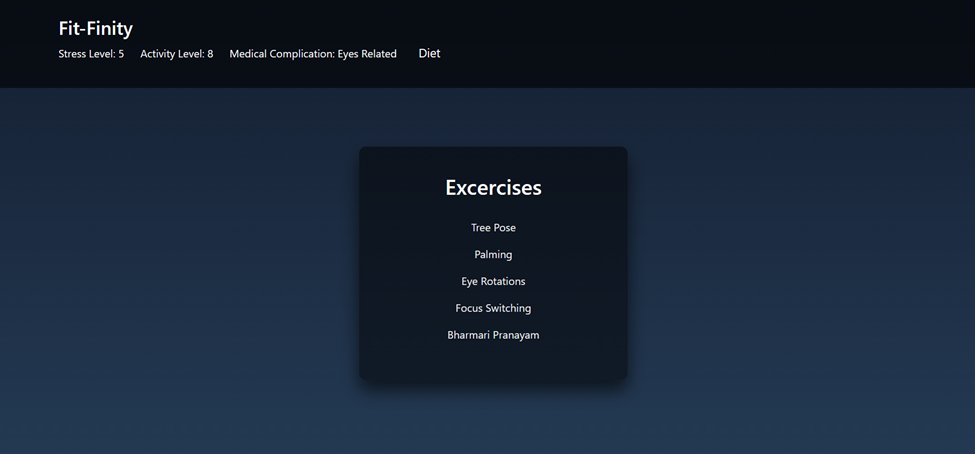 Fit-Finity
Stress Level: 5 Activity Level: 8 Medical Complication: Eyes Related Diet
Excercises
Tree Pose
Palming
Eye Rotations
Focus Switching
Bharmari Pranayam